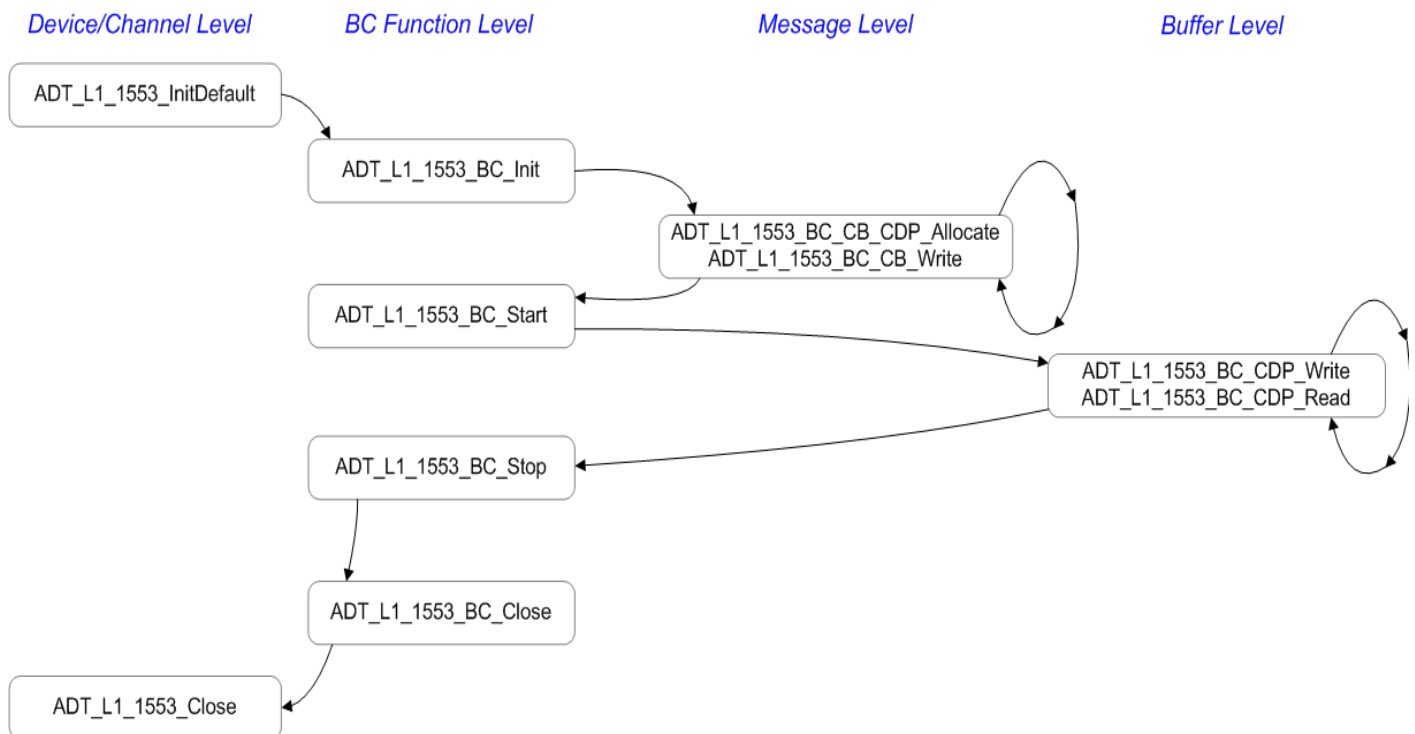 Device/Channel Level
BC Function Level
Message Level
Buffer Level
ADT_L1_1553_InitDefault
ADT_L1_1553_BC_Init
ADT_L1_1553_BC_CB_CDP_Allocate
ADT_L1_1553_BC_CB_Write
ADT_L1_1553_BC_Start
ADT_L1_1553_BC_CDP_Write
ADT_L1_1553_BC_CDP_Read
ADT_L1_1553_BC_Stop
ADT_L1_1553_BC_Close
ADT_L1_1553_Close